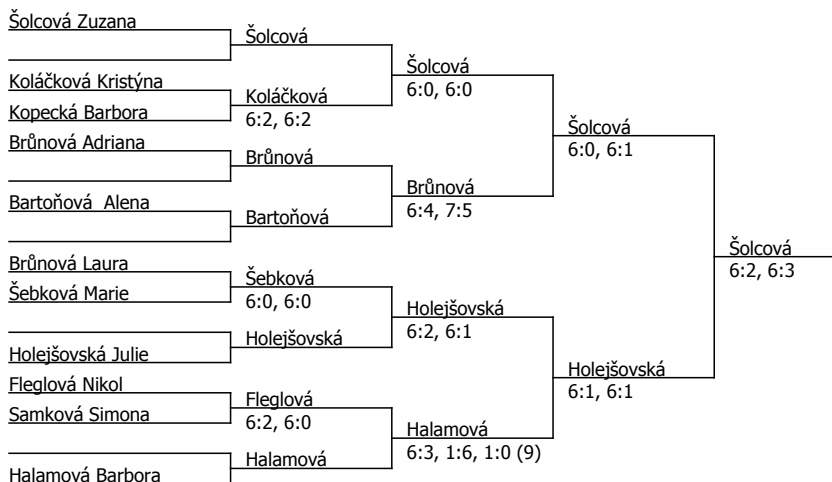 Šolcová Zuzana
Koláčková Kristýna
Kopecká Barbora
Brůnová Adriana
Bartoňová  Alena
Brůnová Laura
Šebková Marie
Holejšovská Julie
Fleglová Nikol
Samková Simona
Halamová Barbora
Šolcová
Koláčková
6:2, 6:2
Brůnová
Bartoňová
Šebková
6:0, 6:0
Holejšovská
Fleglová
6:2, 6:0
Halamová
Šolcová
6:0, 6:0
Brůnová
6:4, 7:5
Holejšovská
6:2, 6:1
Halamová
6:3, 1:6, 1:0 (9)
Šolcová
6:0, 6:1
Holejšovská
6:1, 6:1
Šolcová
6:2, 6:3